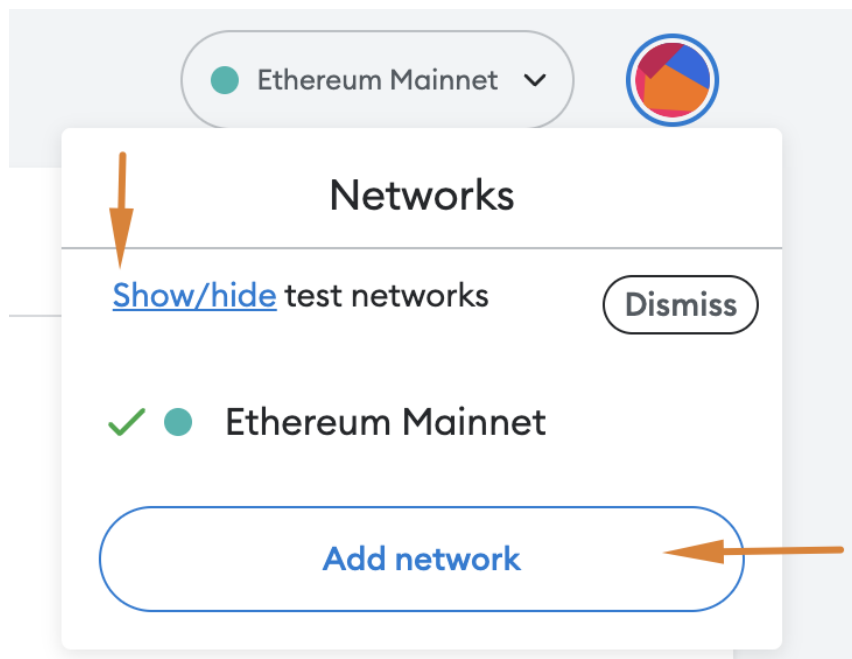 Ethereum Mainnet
Networks
Show/hide test networks
Dismiss
Ethereum Mainnet
Add network